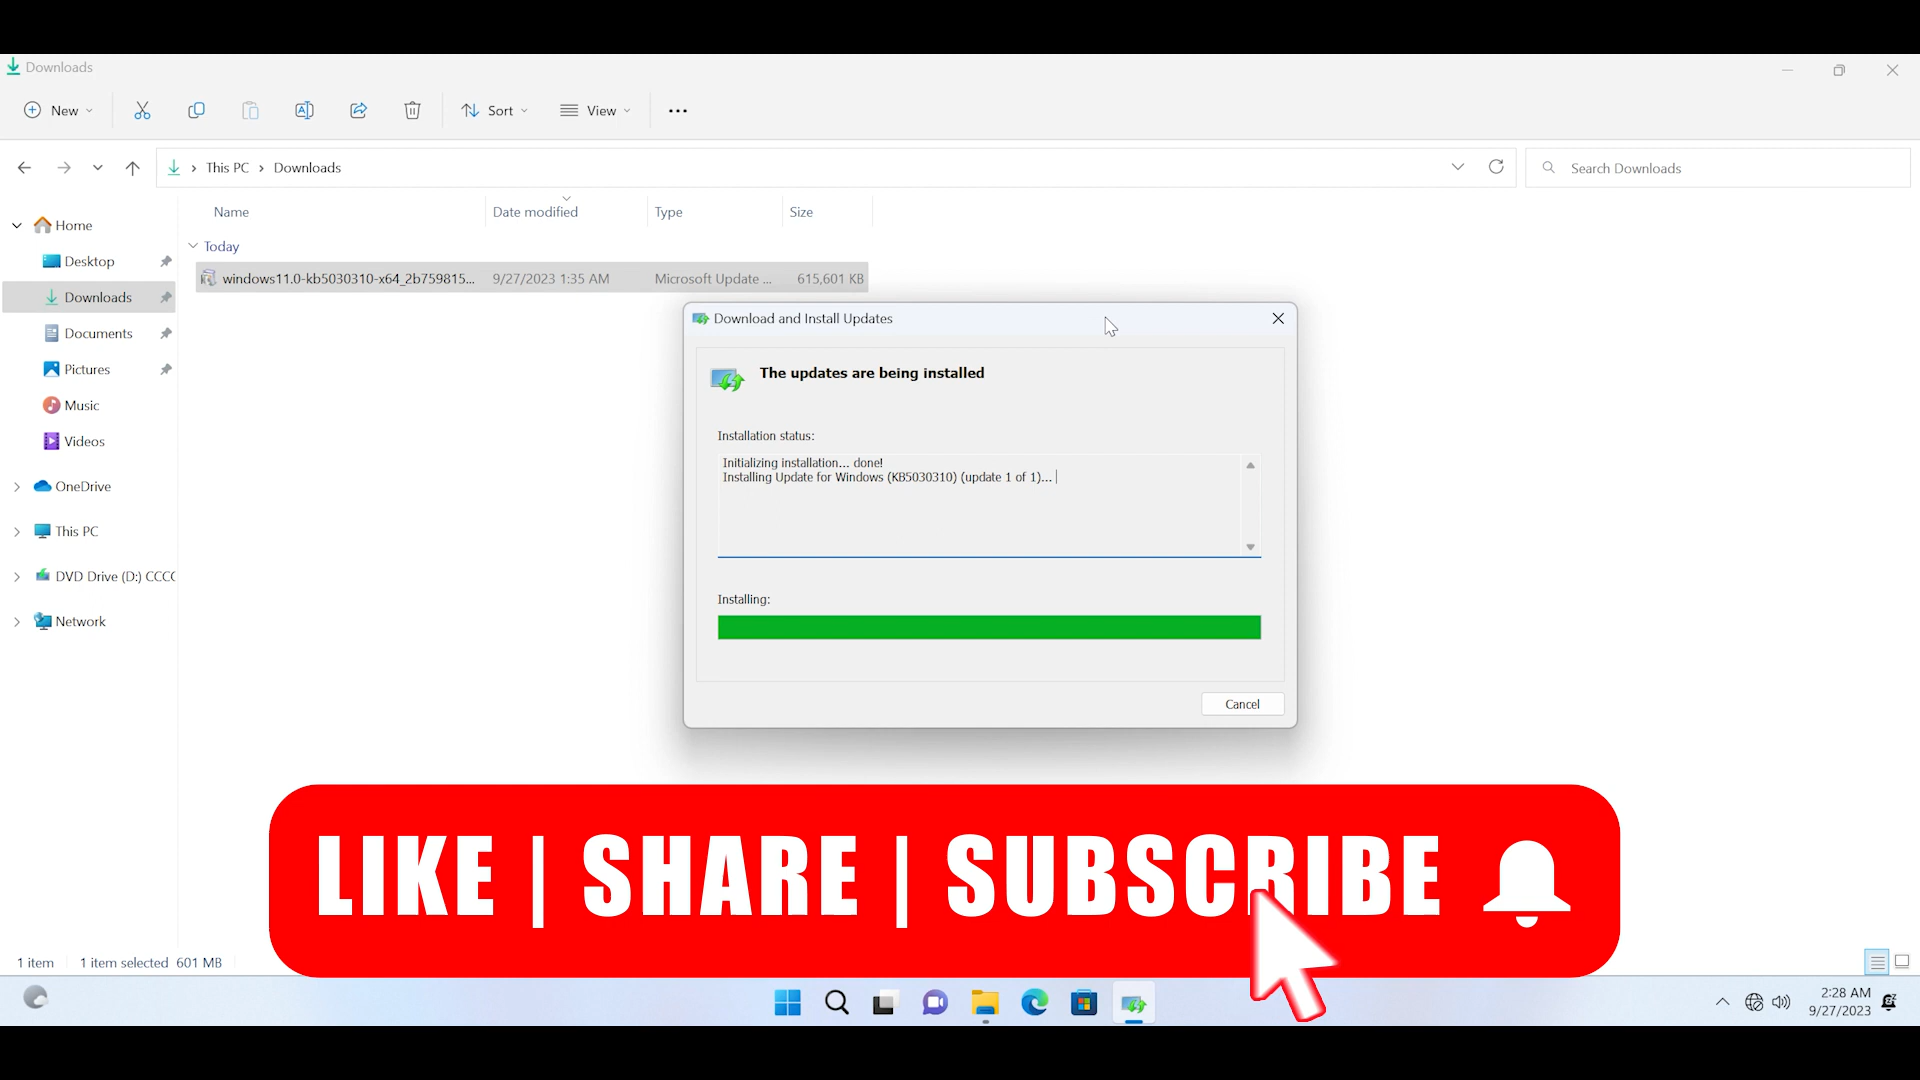 Downloads
New
Sort
View
This PC > Downloads
Search Downloads
Name
Date modified
Type
Size
Home
Desktop
Downloads
Documents
Pictures
Music
Videos
OneDrive
This PC
DVD Drive (D:) CCCC
Network
Today
windows11.0-kb5030310-x64_2b759815... 9/27/2023 1:35 AM Microsoft Update ... 615,601 KB
Download and Install Updates
The updates are being installed
Installation status:
Initializing installation... done!
Installing Update for Windows (KB5030310) (update 1 of 1)...
Installing:
Cancel
LIKE | SHARE | SUBSCRIBE
1 item 1 item selected 601 MB
2:28 AM
9/27/2023